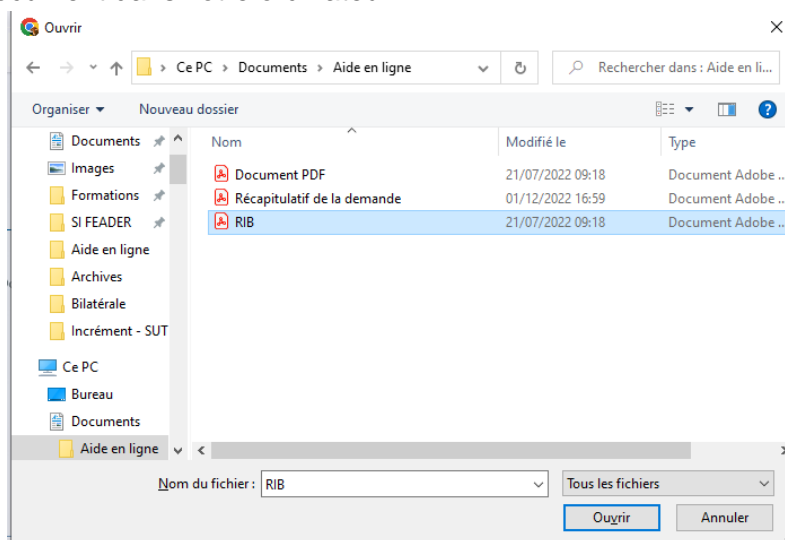 Ouvrir
Ce PC > Documents > Aide en ligne
Rechercher dans : Aide en li...
Organiser
Nouveau dossier
Nom
Modifié le
Type
Documents
Images
Formations
SI FEADER
Aide en ligne
Archives
Bilatérale
Incrément - SUT
Ce PC
Bureau
Documents
Aide en ligne
Document PDF 21/07/2022 09:18 Document Adobe ..
Récapitulatif de la demande 01/12/2022 16:59 Document Adobe ..
RIB 21/07/2022 09:18 Document Adobe ..
Nom du fichier : RIB
Tous les fichiers
Ouvrir
Annuler